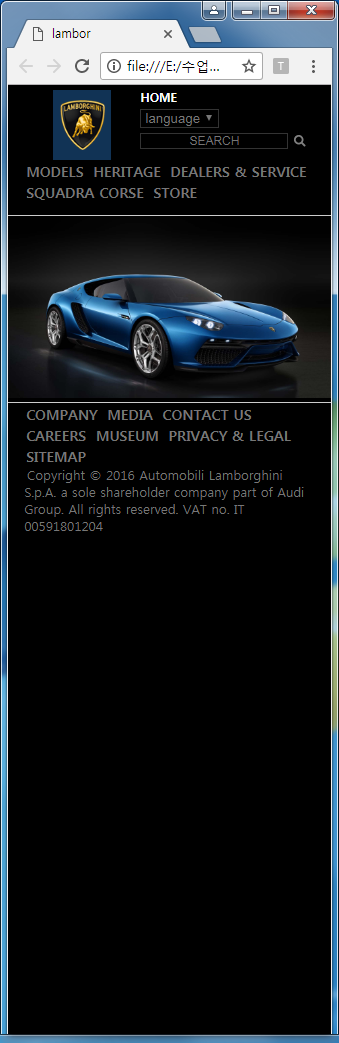 lambor
file:///E:/수업...
T
LAMBORGHINI
HOME
language
SEARCH
MODELS HERITAGE DEALERS & SERVICE
SQUADRA CORSE STORE
COMPANY MEDIA CONTACT US
CAREERS MUSEUM PRIVACY & LEGAL
SITEMAP
Copyright © 2016 Automobili Lamborghini
S.p.A. a sole shareholder company part of Audi
Group. All rights reserved. VAT no. IT
00591801204